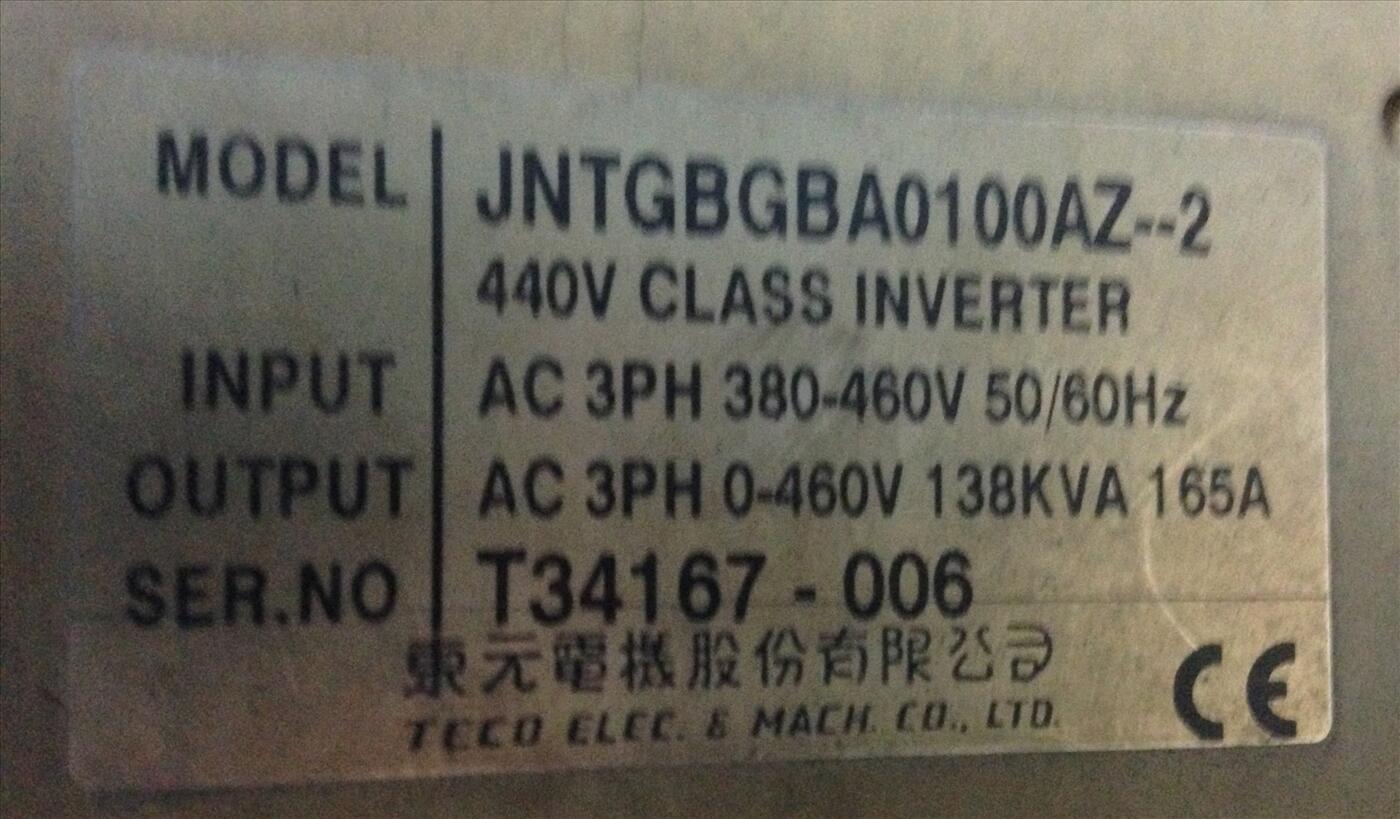 MODEL JNTGBGBA0100AZ--2
440V CLASS INVERTER
INPUT AC 3PH 380-460V 50/60Hz
OUTPUT AC 3PH 0-460V 138KVA 165A
SER.NO T34167 - 006
東元電機股份有限公司
TECO ELEC. & MACH. CO., LTD.
CE